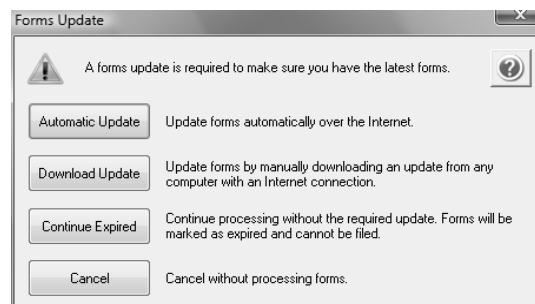 Forms Update
A forms update is required to make sure you have the latest forms.
Automatic Update Update forms automatically over the Internet.
Download Update Update forms by manually downloading an update from any
computer with an Internet connection.
Continue Expired Continue processing without the required update. Forms will be
marked as expired and cannot be filed.
Cancel Cancel without processing forms.